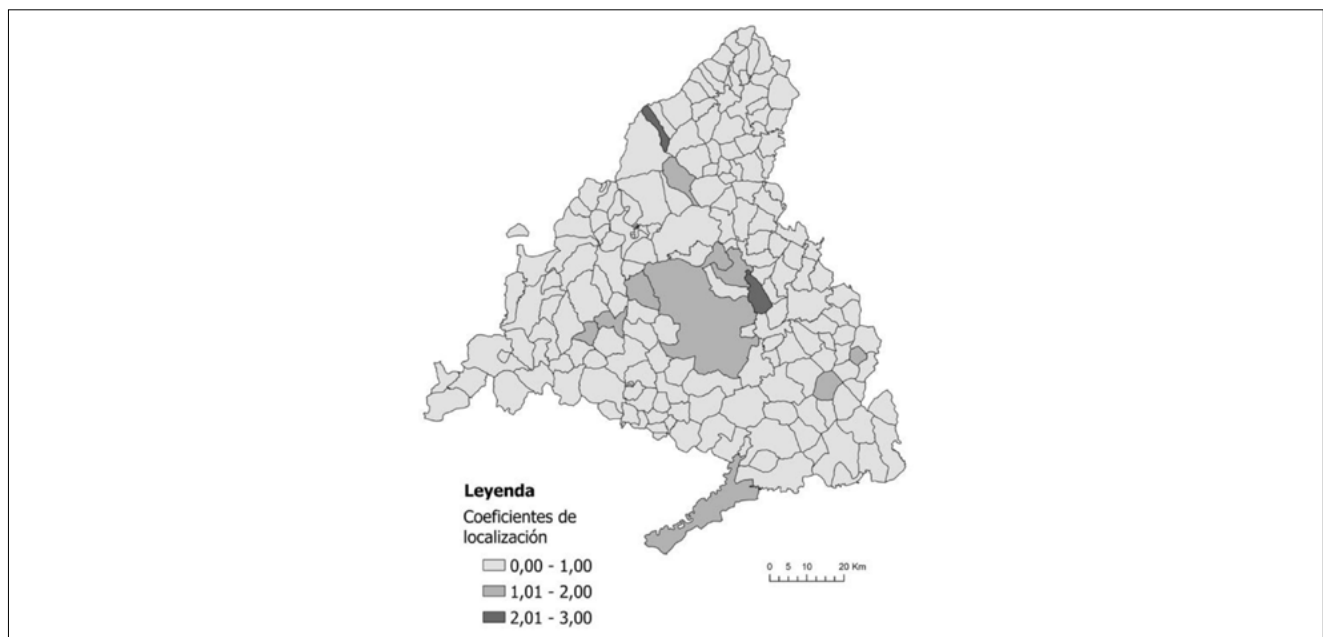 Leyenda
Coeficientes de
localización
0,00 - 1,00
1,01 - 2,00
2,01 - 3,00
0 5 10 20 Km